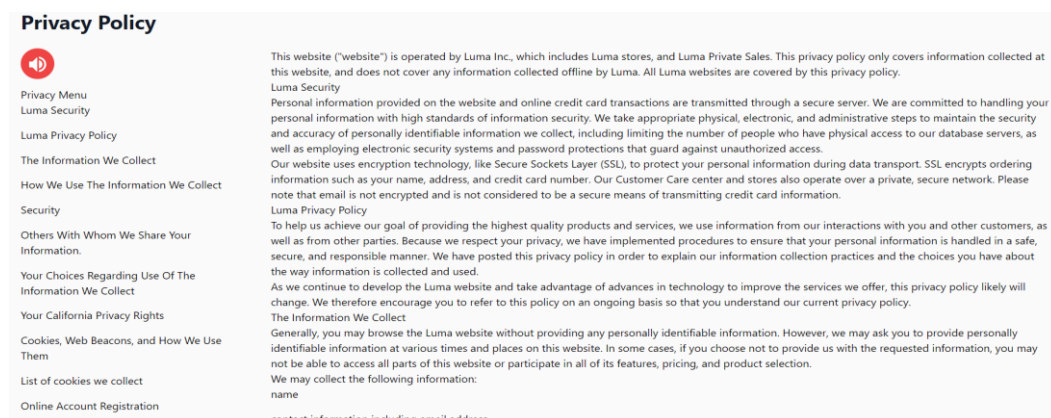 Privacy Policy
Privacy Menu
Luma Security
Luma Privacy Policy
The Information We Collect
How We Use The Information We Collect
Security
Others With Whom We Share Your
Information.
Your Choices Regarding Use Of The
Information We Collect
Your California Privacy Rights
Cookies, Web Beacons, and How We Use
Them
List of cookies we collect
Online Account Registration
This website ("website") is operated by Luma Inc., which includes Luma stores, and Luma Private Sales. This privacy policy only covers information collected at
this website, and does not cover any information collected offline by Luma. All Luma websites are covered by this privacy policy.
Luma Security
Personal information provided on the website and online credit card transactions are transmitted through a secure server. We are committed to handling your
personal information with high standards of information security. We take appropriate physical, electronic, and administrative steps to maintain the security
and accuracy of personally identifiable information we collect, including limiting the number of people who have physical access to our database servers, as
well as employing electronic security systems and password protections that guard against unauthorized access.
Our website uses encryption technology, like Secure Sockets Layer (SSL), to protect your personal information during data transport. SSL encrypts ordering
information such as your name, address, and credit card number. Our Customer Care center and stores also operate over a private, secure network. Please
note that email is not encrypted and is not considered to be a secure means of transmitting credit card information.
Luma Privacy Policy
To help us achieve our goal of providing the highest quality products and services, we use information from our interactions with you and other customers, as
well as from other parties. Because we respect your privacy, we have implemented procedures to ensure that your personal information is handled in a safe,
secure, and responsible manner. We have posted this privacy policy in order to explain our information collection practices and the choices you have about
the way information is collected and used.
As we continue to develop the Luma website and take advantage of advances in technology to improve the services we offer, this privacy policy likely will
change. We therefore encourage you to refer to this policy on an ongoing basis so that you understand our current privacy policy.
The Information We Collect
Generally, you may browse the Luma website without providing any personally identifiable information. However, we may ask you to provide personally
identifiable information at various times and places on this website. In some cases, if you choose not to provide us with the requested information, you may
not be able to access all parts of this website or participate in all of its features, pricing, and product selection.
We may collect the following information:
name
contact information including email address